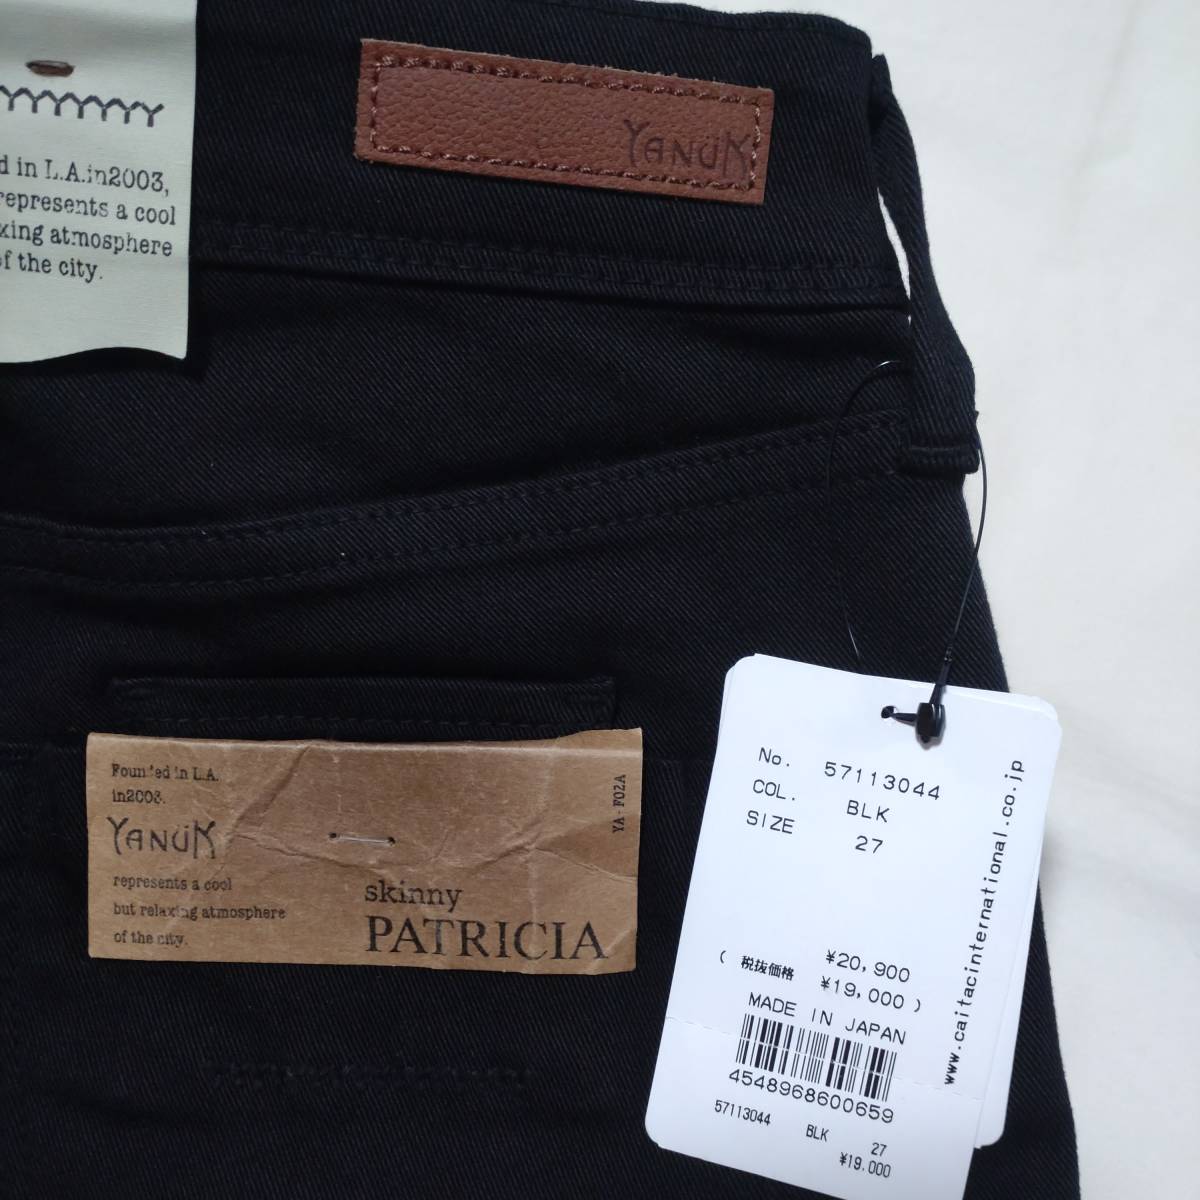 d in L.A.in2003,
represents a cool
xing atmosphere
of the city.
YANUK
Founded in L.A.
in2003.
YANÜK
represents a cool
but relaxing atmosphere
of the city.
skinny
PATRICIA
YA-F02A
No. 57113044
COL. BLK
SIZE 27
¥20,900
( 税抜価格 ¥19,000 )
MADE IN JAPAN
4548968600659
57113044 BLK 27
¥19.000
www.caitacinternational.co.jp